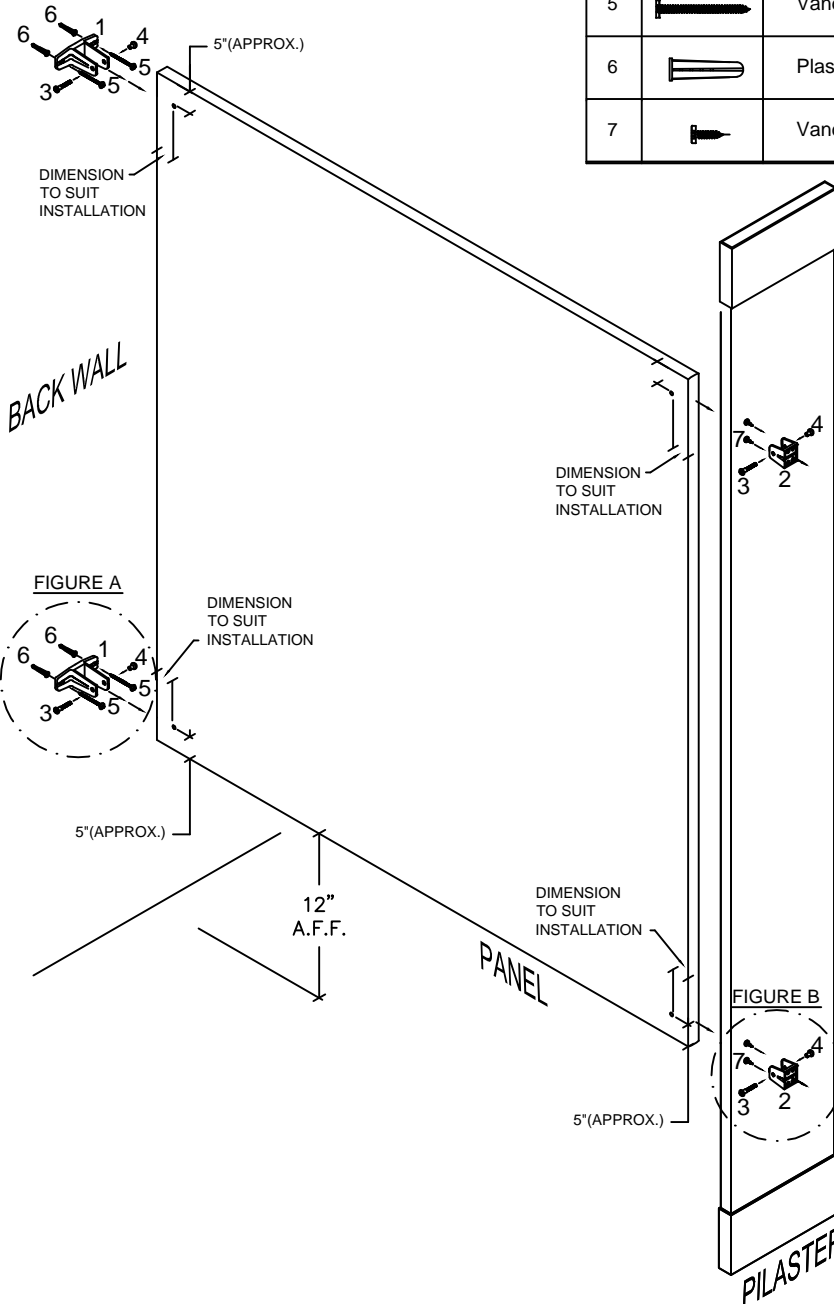 6
6
1
4
5
3
5
5"(APPROX.)
5
Vand
6
Plas
7
Vand
DIMENSION
TO SUIT
INSTALLATION
BACK WALL
7
4
3
2
DIMENSION
TO SUIT
INSTALLATION
FIGURE A
6
6
1
4
5
3
5
DIMENSION
TO SUIT
INSTALLATION
5"(APPROX.)
12”
A.F.F.
DIMENSION
TO SUIT
INSTALLATION
PANEL
FIGURE B
7
4
3
2
5"(APPROX.)
PILASTER